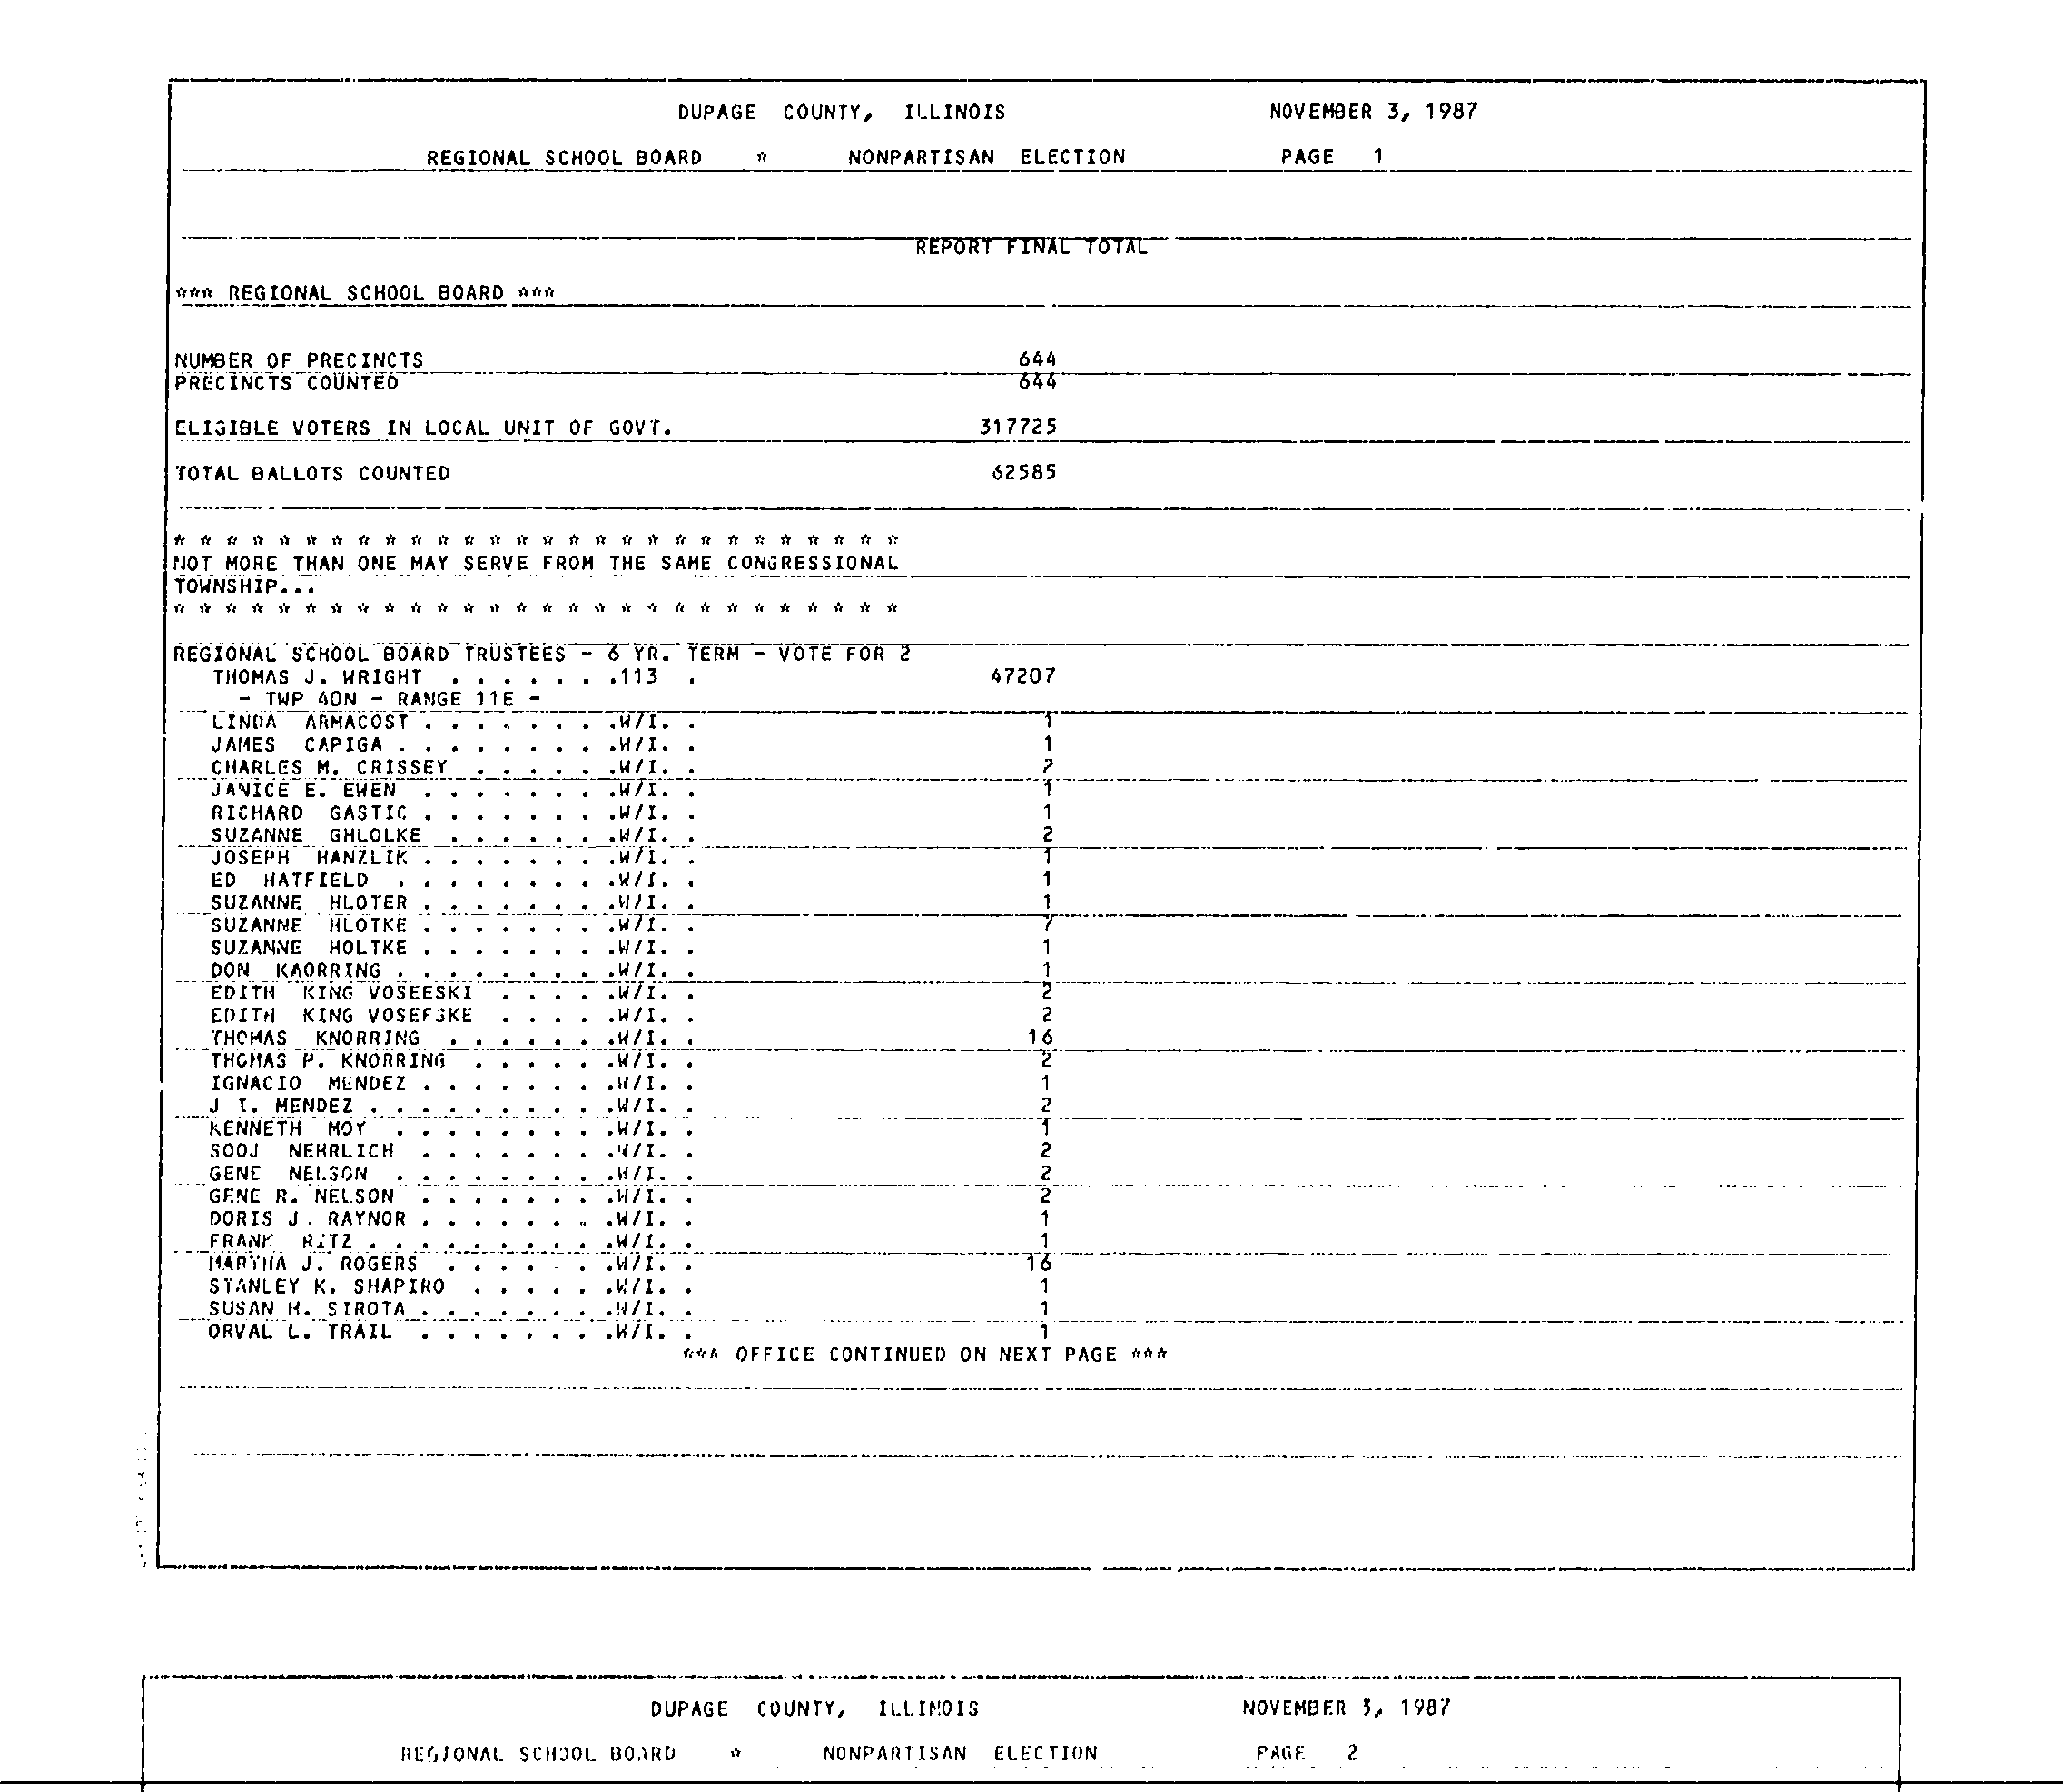 DUPAGE COUNTY, ILLINOIS NOVEMBER 3, 1987
REGIONAL SCHOOL BOARD * NONPARTISAN ELECTION PAGE 1
REPORT FINAL TOTAL
*** REGIONAL SCHOOL BOARD ***
NUMBER OF PRECINCTS 644
PRECINCTS COUNTED 644
ELIGIBLE VOTERS IN LOCAL UNIT OF GOVT. 317725
TOTAL BALLOTS COUNTED 62585
* * * * * * * * * * * * * * * * * * * * * * * * * * * *
NOT MORE THAN ONE MAY SERVE FROM THE SAME CONGRESSIONAL
TOWNSHIP...
* * * * * * * * * * * * * * * * * * * * * * * * * * * *
REGIONAL SCHOOL BOARD TRUSTEES - 6 YR. TERM - VOTE FOR 2
THOMAS J. WRIGHT . . . . . . .113 . 47207
- TWP 40N - RANGE 11E -
LINDA ARMACOST . . . . . . . .W/I. . 1
JAMES CAPIGA . . . . . . . . .W/I. . 1
CHARLES M. CRISSEY . . . . . .W/I. . 2
JANICE E. EWEN . . . . . . . .W/I. . 1
RICHARD GASTIC . . . . . . . .W/I. . 1
SUZANNE GHLOLKE . . . . . . .W/I. . 2
JOSEPH HANZLIK . . . . . . . .W/I. . 1
ED HATFIELD . . . . . . . . .W/I. . 1
SUZANNE HLOTER . . . . . . . .W/I. . 1
SUZANNE HLOTKE . . . . . . . .W/I. . 7
SUZANNE HOLTKE . . . . . . . .W/I. . 1
DON KAORRING . . . . . . . . .W/I. . 1
EDITH KING VOSEESKI . . . . .W/I. . 2
EDITH KING VOSEFSKE . . . . .W/I. . 2
THOMAS KNORRING . . . . . . .W/I. . 16
THOMAS P. KNORRING . . . . . .W/I. . 2
IGNACIO MENDEZ . . . . . . . .W/I. . 1
J I. MENDEZ . . . . . . . . . .W/I. . 2
KENNETH MOY . . . . . . . . .W/I. . 1
SOOJ NEHRLICH . . . . . . . .W/I. . 2
GENE NELSON . . . . . . . . .W/I. . 2
GENE R. NELSON . . . . . . . .W/I. . 2
DORIS J. RAYNOR . . . . . . . .W/I. . 1
FRANK RITZ . . . . . . . . . .W/I. . 1
MARTHA J. ROGERS . . . . . . .W/I. . 16
STANLEY K. SHAPIRO . . . . . .W/I. . 1
SUSAN H. SIROTA . . . . . . . .W/I. . 1
ORVAL L. TRAIL . . . . . . . .W/I. . 1
*** OFFICE CONTINUED ON NEXT PAGE ***
DUPAGE COUNTY, ILLINOIS NOVEMBER 3, 1987
REGIONAL SCHOOL BOARD * NONPARTISAN ELECTION PAGE 2